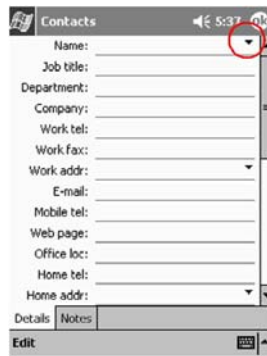 Contacts 5:37 ok
Name:
Job title:
Department:
Company:
Work tel:
Work fax:
Work addr:
E-mail:
Mobile tel:
Web page:
Office loc:
Home tel:
Home addr:
Details Notes
Edit